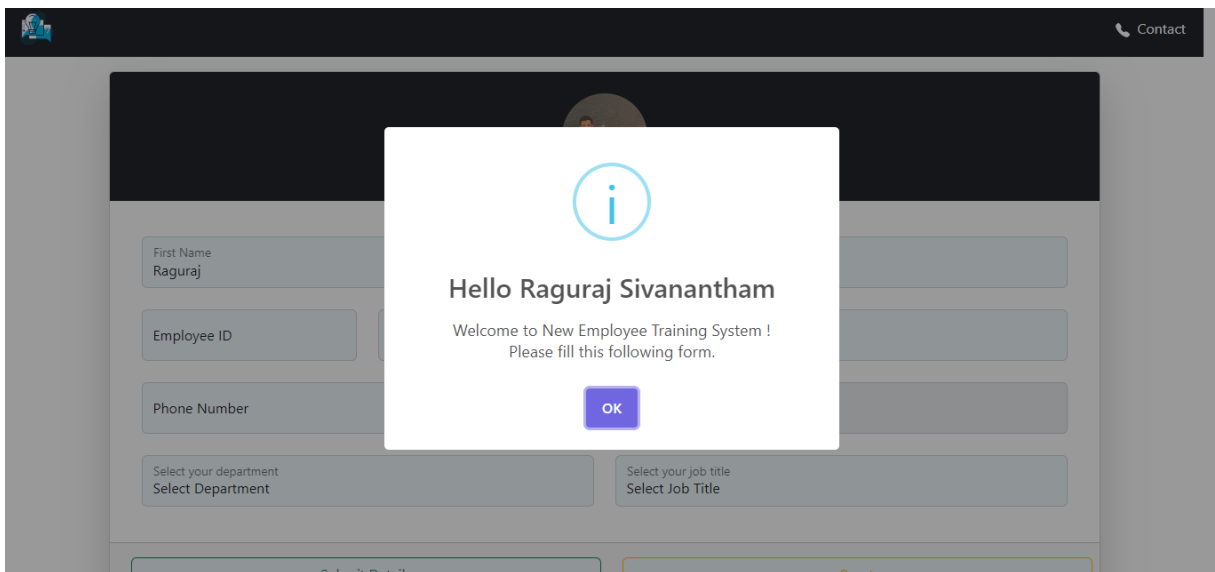 Contact
i
Hello Raguraj Sivanantham
Welcome to New Employee Training System !
Please fill this following form.
OK
First Name
Raguraj
Employee ID
Phone Number
Select your department
Select Department
Select your job title
Select Job Title